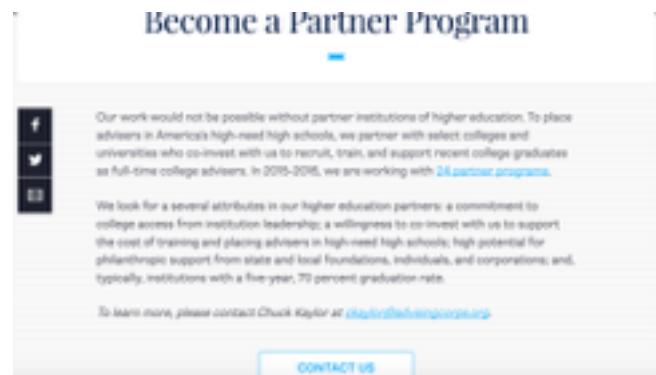 Become a Partner Program
Our work would not be possible without partner institutions of higher education. To place
advisers in America's high-need high schools, we partner with select colleges and
universities who co-invest with us to recruit, train, and support recent college graduates
as full-time college advisers. In 2015-2016, we are working with 24 partner programs.
We look for a several attributes in our higher education partners: a commitment to
college access from institution leadership; a willingness to co-invest with us to support
the cost of training and placing advisers in high-need high schools; high potential for
philanthropic support from state and local foundations, individuals, and corporations; and,
typically, institutions with a five-year, 70 percent graduation rate.
To learn more, please contact Chuck Kaylor at ckaylor@advisingcorps.org.
CONTACT US